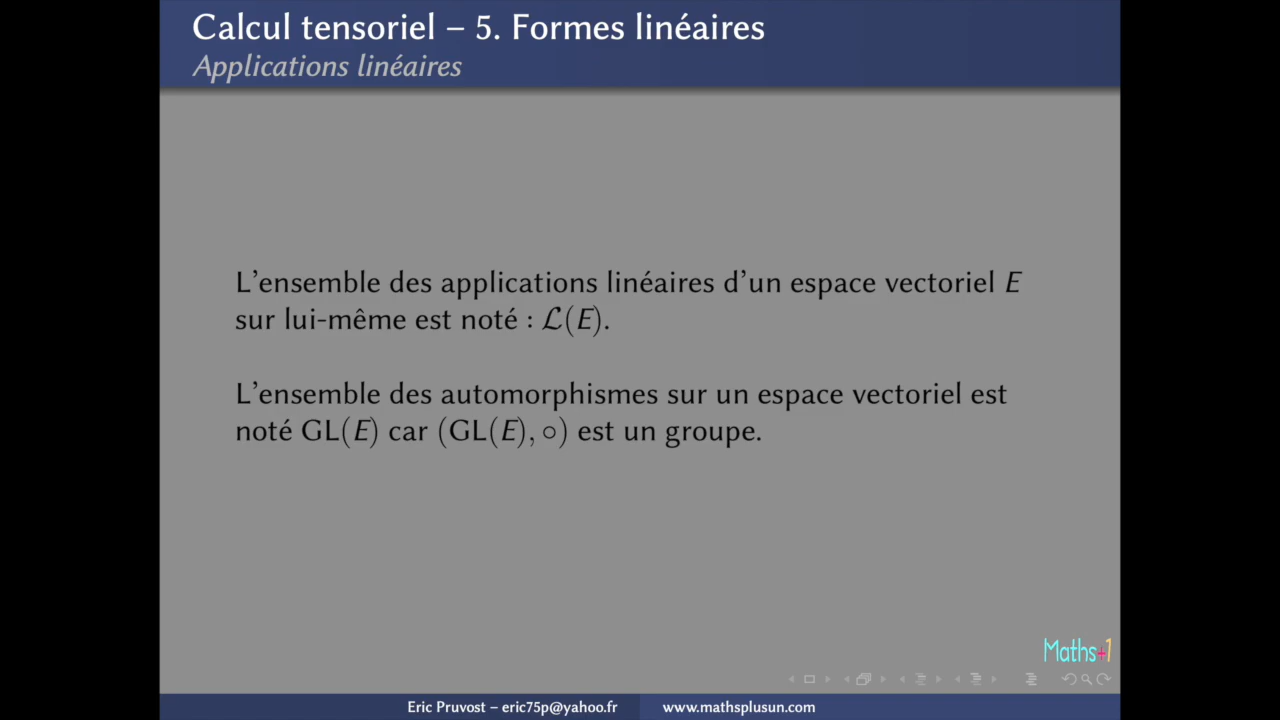 Calcul tensoriel – 5. Formes linéaires
Applications linéaires
L’ensemble des applications linéaires d’un espace vectoriel E
sur lui-même est noté : ℒ(E).
L’ensemble des automorphismes sur un espace vectoriel est
noté GL(E) car (GL(E), ∘) est un groupe.
Maths+1
Eric Pruvost – eric75p@yahoo.fr
www.mathsplusun.com